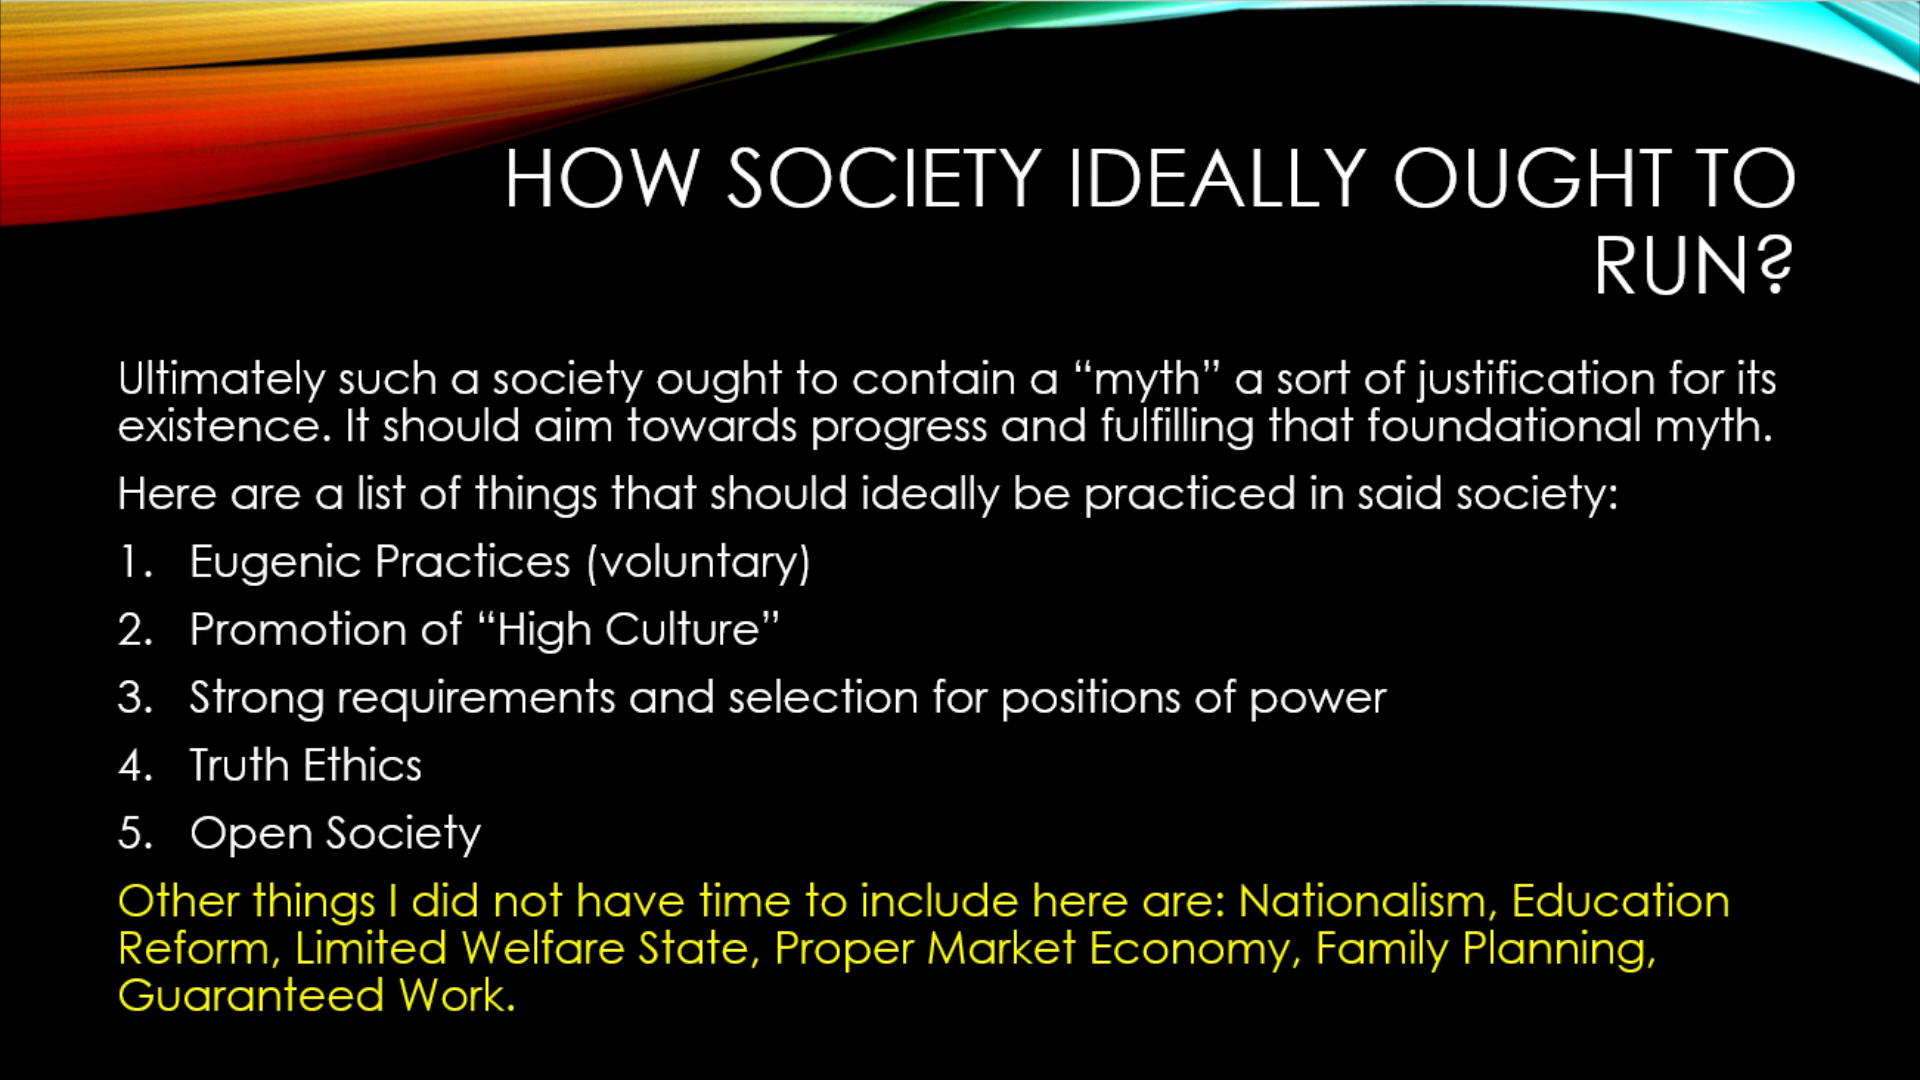 HOW SOCIETY IDEALLY OUGHT TO
RUN?
Ultimately such a society ought to contain a “myth” a sort of justification for its
existence. It should aim towards progress and fulfilling that foundational myth.
Here are a list of things that should ideally be practiced in said society:
1. Eugenic Practices (voluntary)
2. Promotion of “High Culture”
3. Strong requirements and selection for positions of power
4. Truth Ethics
5. Open Society
Other things I did not have time to include here are: Nationalism, Education
Reform, Limited Welfare State, Proper Market Economy, Family Planning,
Guaranteed Work.